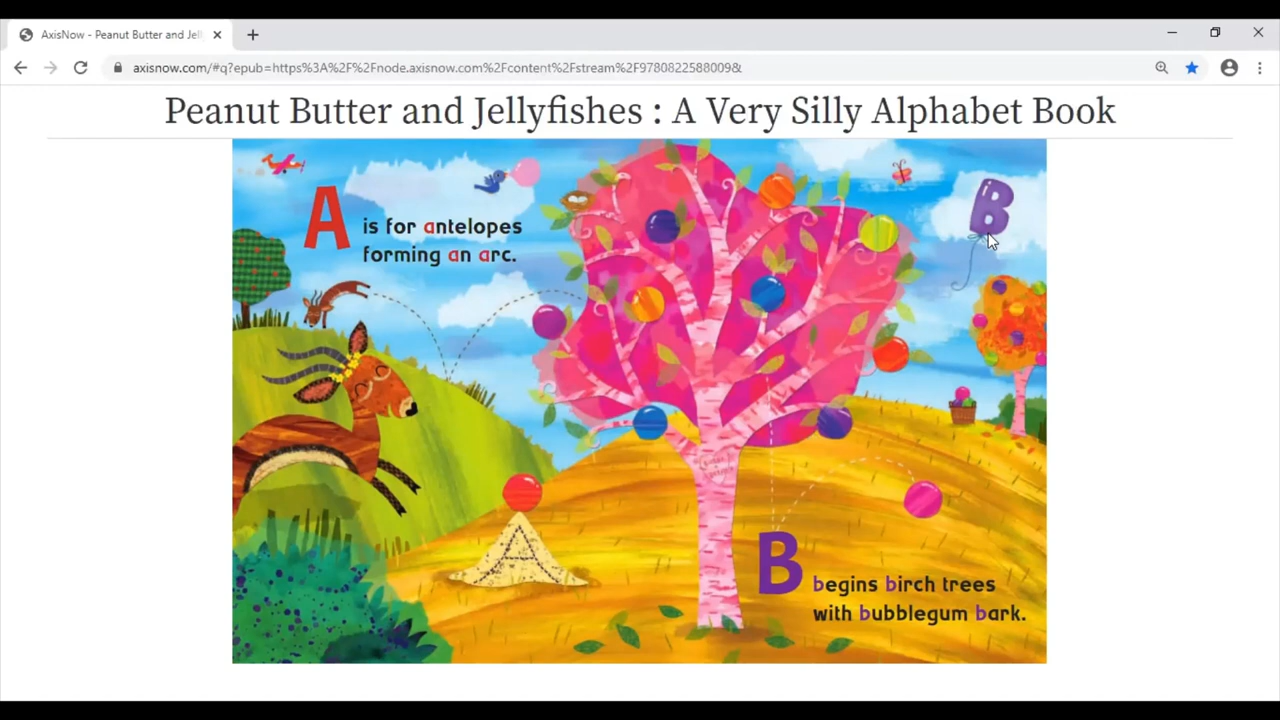 AxisNow - Peanut Butter and Jel
axisnow.com/#q?epub=https%3A%2F%2Fnode.axisnow.com%2Fcontent%2Fstream%2F9780822588009&
Peanut Butter and Jellyfishes : A Very Silly Alphabet Book
A
is for antelopes
forming an arc.
B
A
B
begins birch trees
with bubblegum bark.